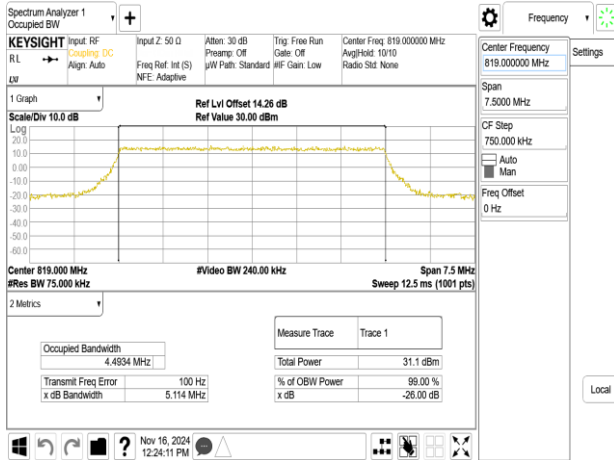 Spectrum Analyzer 1
Occupied BW
Frequency
KEYSIGHT
Input: RF
Input Z: 50 Ω
Atten: 30 dB
Trig: Free Run
Center Freq: 819.000000 MHz
RL
Coupling: DC
Preamp: Off
Gate: Off
Avg|Hold: 10/10
Align: Auto
Freq Ref: Int (S)
µW Path: Standard
#IF Gain: Low
Radio Std: None
NFE: Adaptive
LXI
Center Frequency
819.000000 MHz
Settings
Span
7.5000 MHz
CF Step
750.000 kHz
Auto
Man
Freq Offset
0 Hz
Local
1 Graph
Scale/Div 10.0 dB
Ref Lvl Offset 14.26 dB
Ref Value 30.00 dBm
Log
20.0
10.0
0.00
-10.0
-20.0
-30.0
-40.0
-50.0
-60.0
Center 819.000 MHz
#Video BW 240.00 kHz
Span 7.5 MHz
#Res BW 75.000 kHz
Sweep 12.5 ms (1001 pts)
2 Metrics
Measure Trace
Trace 1
Occupied Bandwidth
4.4934 MHz
Total Power
31.1 dBm
Transmit Freq Error
100 Hz
% of OBW Power
99.00 %
x dB Bandwidth
5.114 MHz
x dB
-26.00 dB
?
Nov 16, 2024
12:24:11 PM